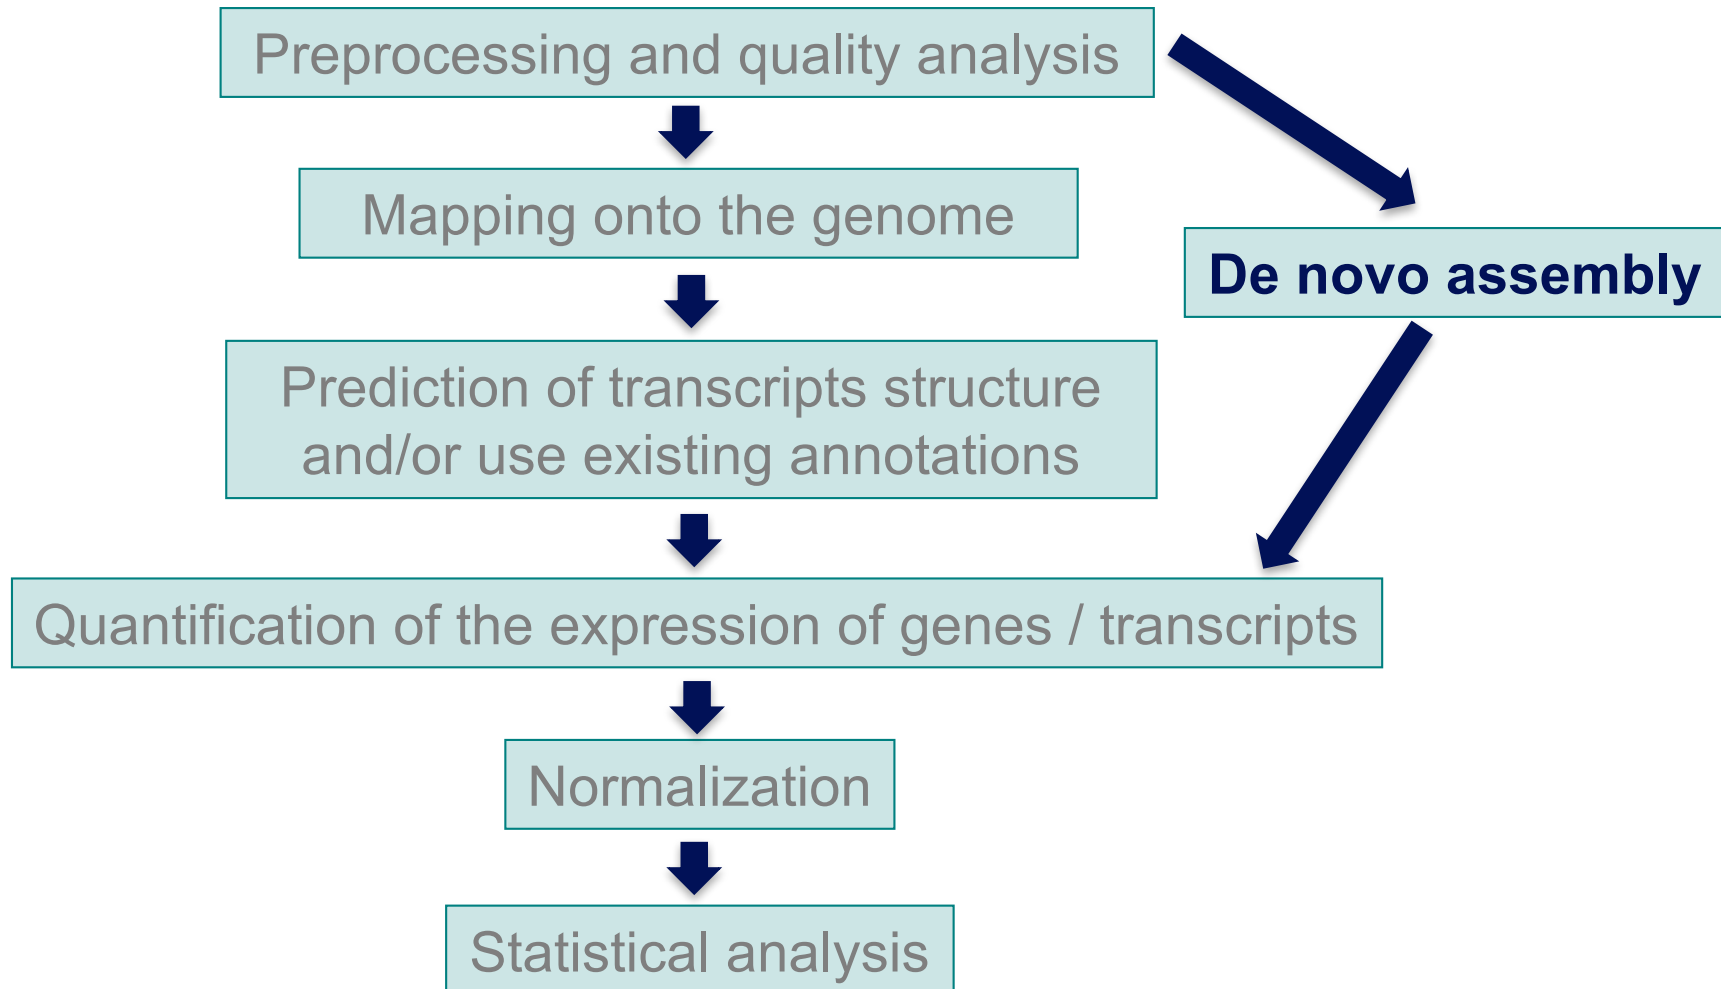 Preprocessing and quality analysis
Mapping onto the genome
De novo assembly
Prediction of transcripts structure
and/or use existing annotations
Quantification of the expression of genes / transcripts
Normalization
Statistical analysis